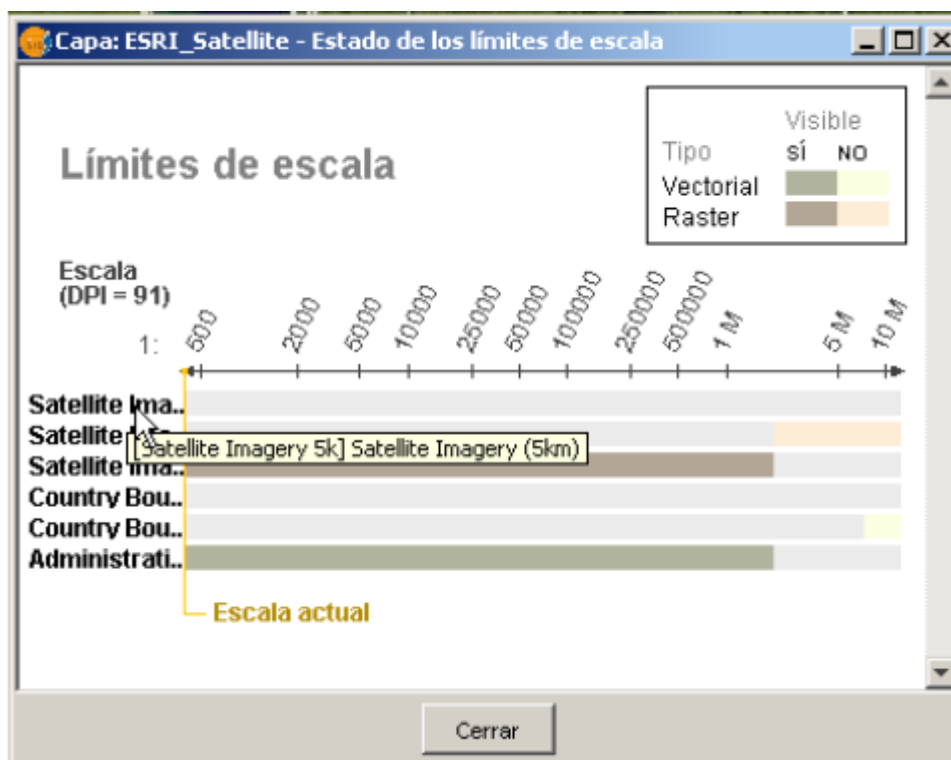 Capa: ESRI_Satellite - Estado de los límites de escala
Visible
Tipo SÍ NO
Vectorial
Raster
Límites de escala
Escala
(DPI = 91)
1: 500 2000 5000 10000 25000 50000 100000 250000 500000 1 M 5 M 10 M
Satellite Ima..
Satellite
[Satellite Imagery 5k] Satellite Imagery (5km)
Satellite Ima..
Country Bou..
Country Bou..
Administrati..
Escala actual
Cerrar